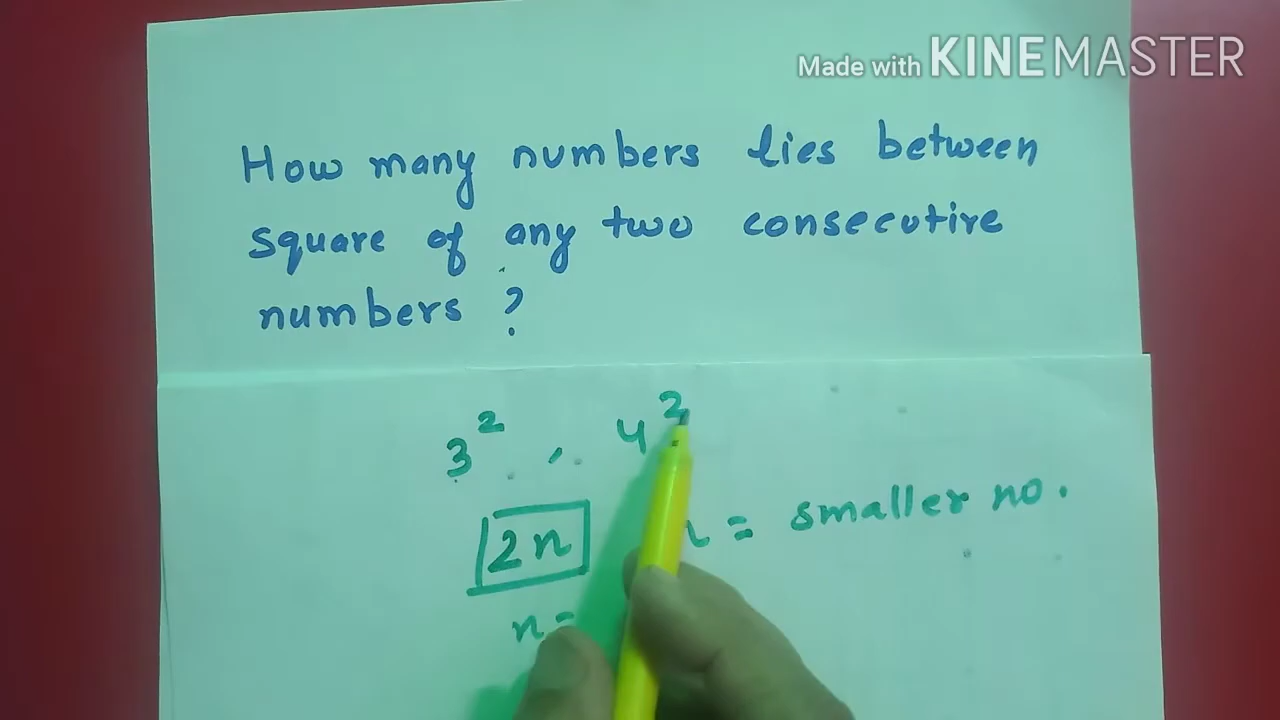 Made with KINEMASTER
How many numbers lies between
square of any two consecutive
numbers ?
3² , 4²
2n n = smaller no.
n =